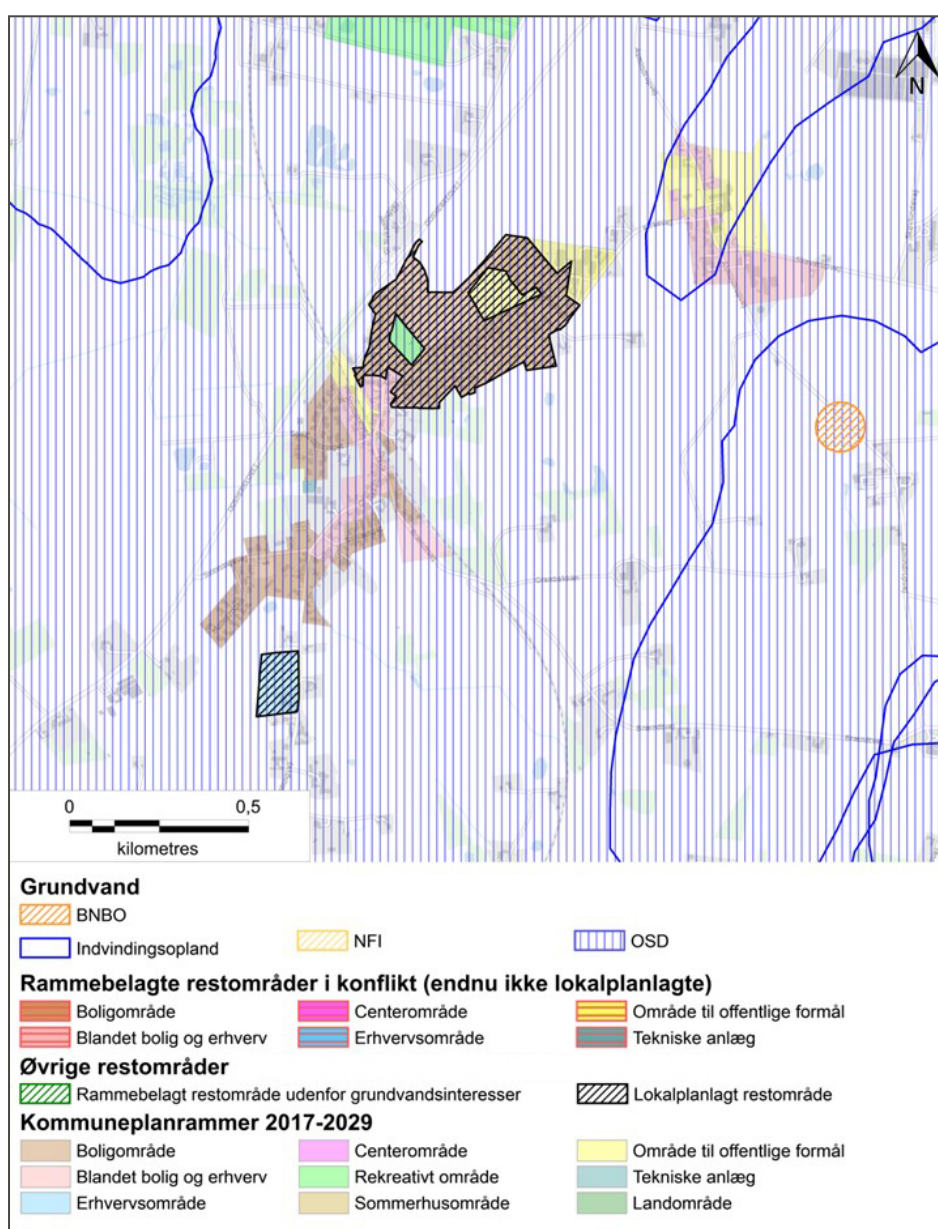 N
0 0,5
kilometres
Grundvand
BNBO
Indvindingsopland NFI OSD
Rammebelagte restområder i konflikt (endnu ikke lokalplanlagte)
Boligområde Centerområde Område til offentlige formål
Blandet bolig og erhverv Erhvervsområde Tekniske anlæg
Øvrige restområder
Rammebelagt restområde udenfor grundvandsinteresser Lokalplanlagt restområde
Kommuneplanrammer 2017-2029
Boligområde Centerområde Område til offentlige formål
Blandet bolig og erhverv Rekreativt område Tekniske anlæg
Erhvervsområde Sommerhusområde Landområde